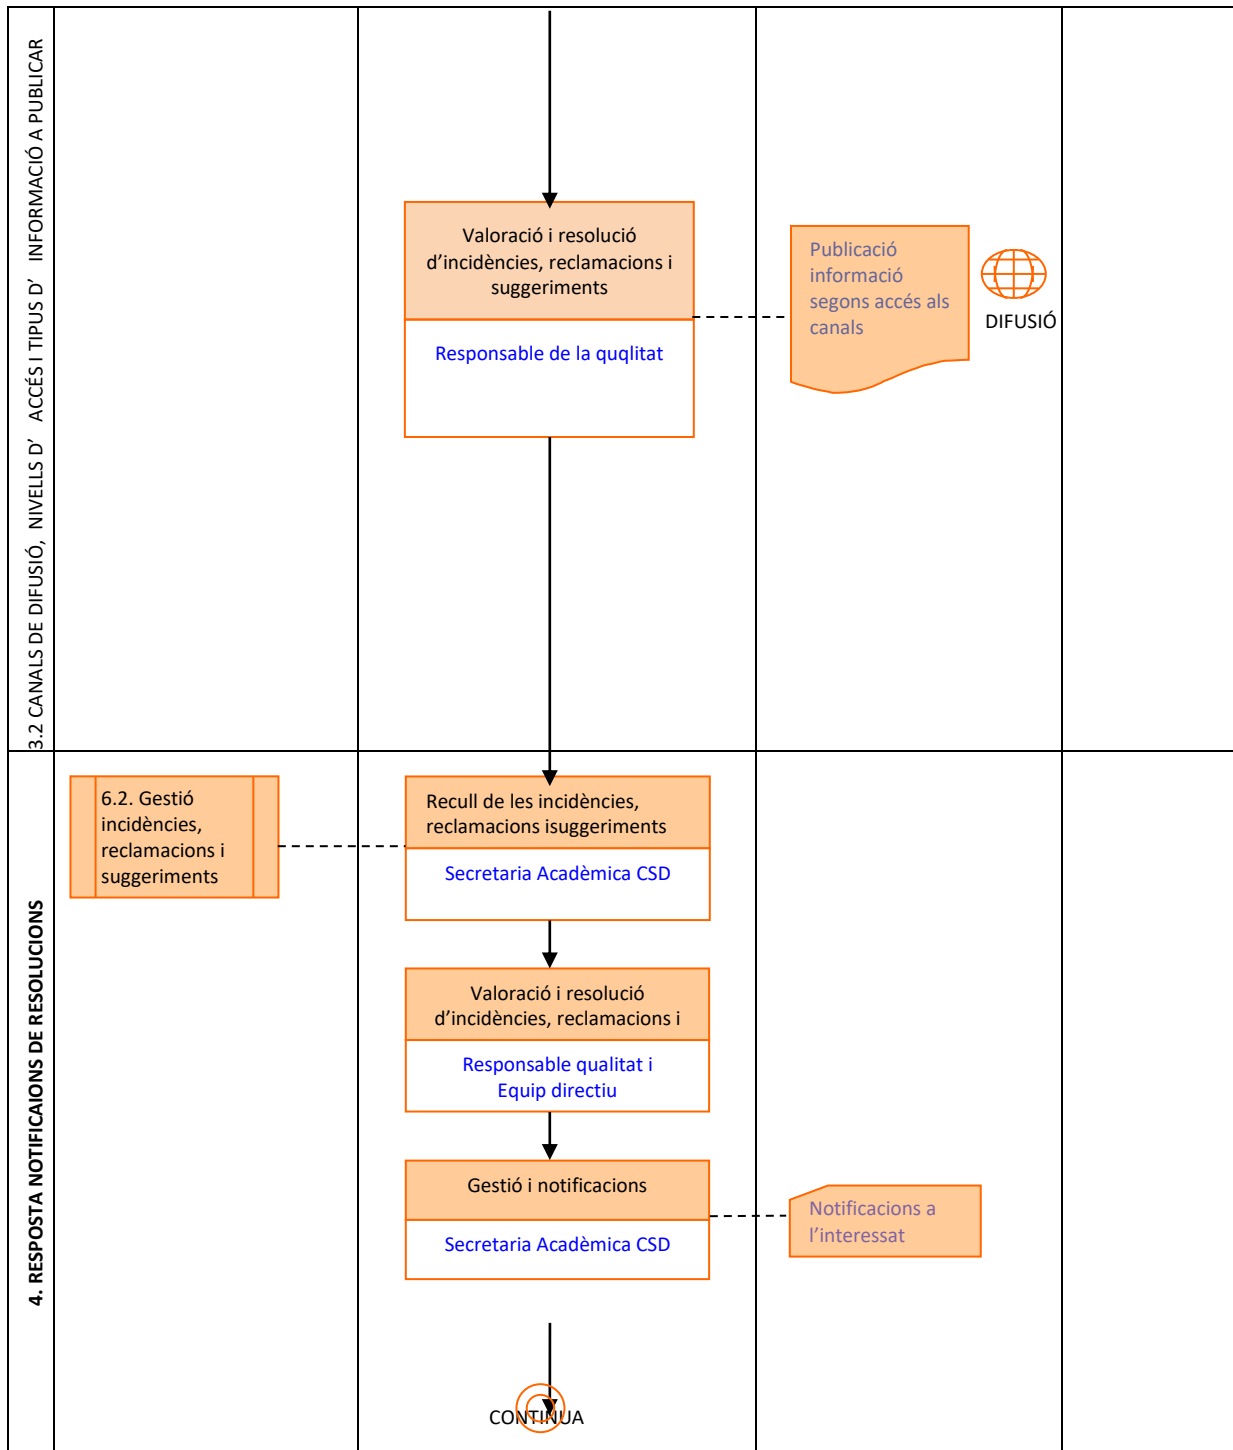 3.2 CANALS DE DIFUSIÓ, NIVELLS D’ ACCÉS I TIPUS D’ INFORMACIÓ A PUBLICAR
Valoració i resolució
d’incidències, reclamacions i
suggeriments
Responsable de la quqlitat
Publicació
informació
segons accés als
canals
DIFUSIÓ
4. RESPOSTA NOTIFICAIONS DE RESOLUCIONS
6.2. Gestió
incidències,
reclamacions i
suggeriments
Recull de les incidències,
reclamacions isuggeriments
Secretaria Acadèmica CSD
Valoració i resolució
d’incidències, reclamacions i
Responsable qualitat i
Equip directiu
Gestió i notificacions
Secretaria Acadèmica CSD
Notificacions a
l’interessat
CONTINUA